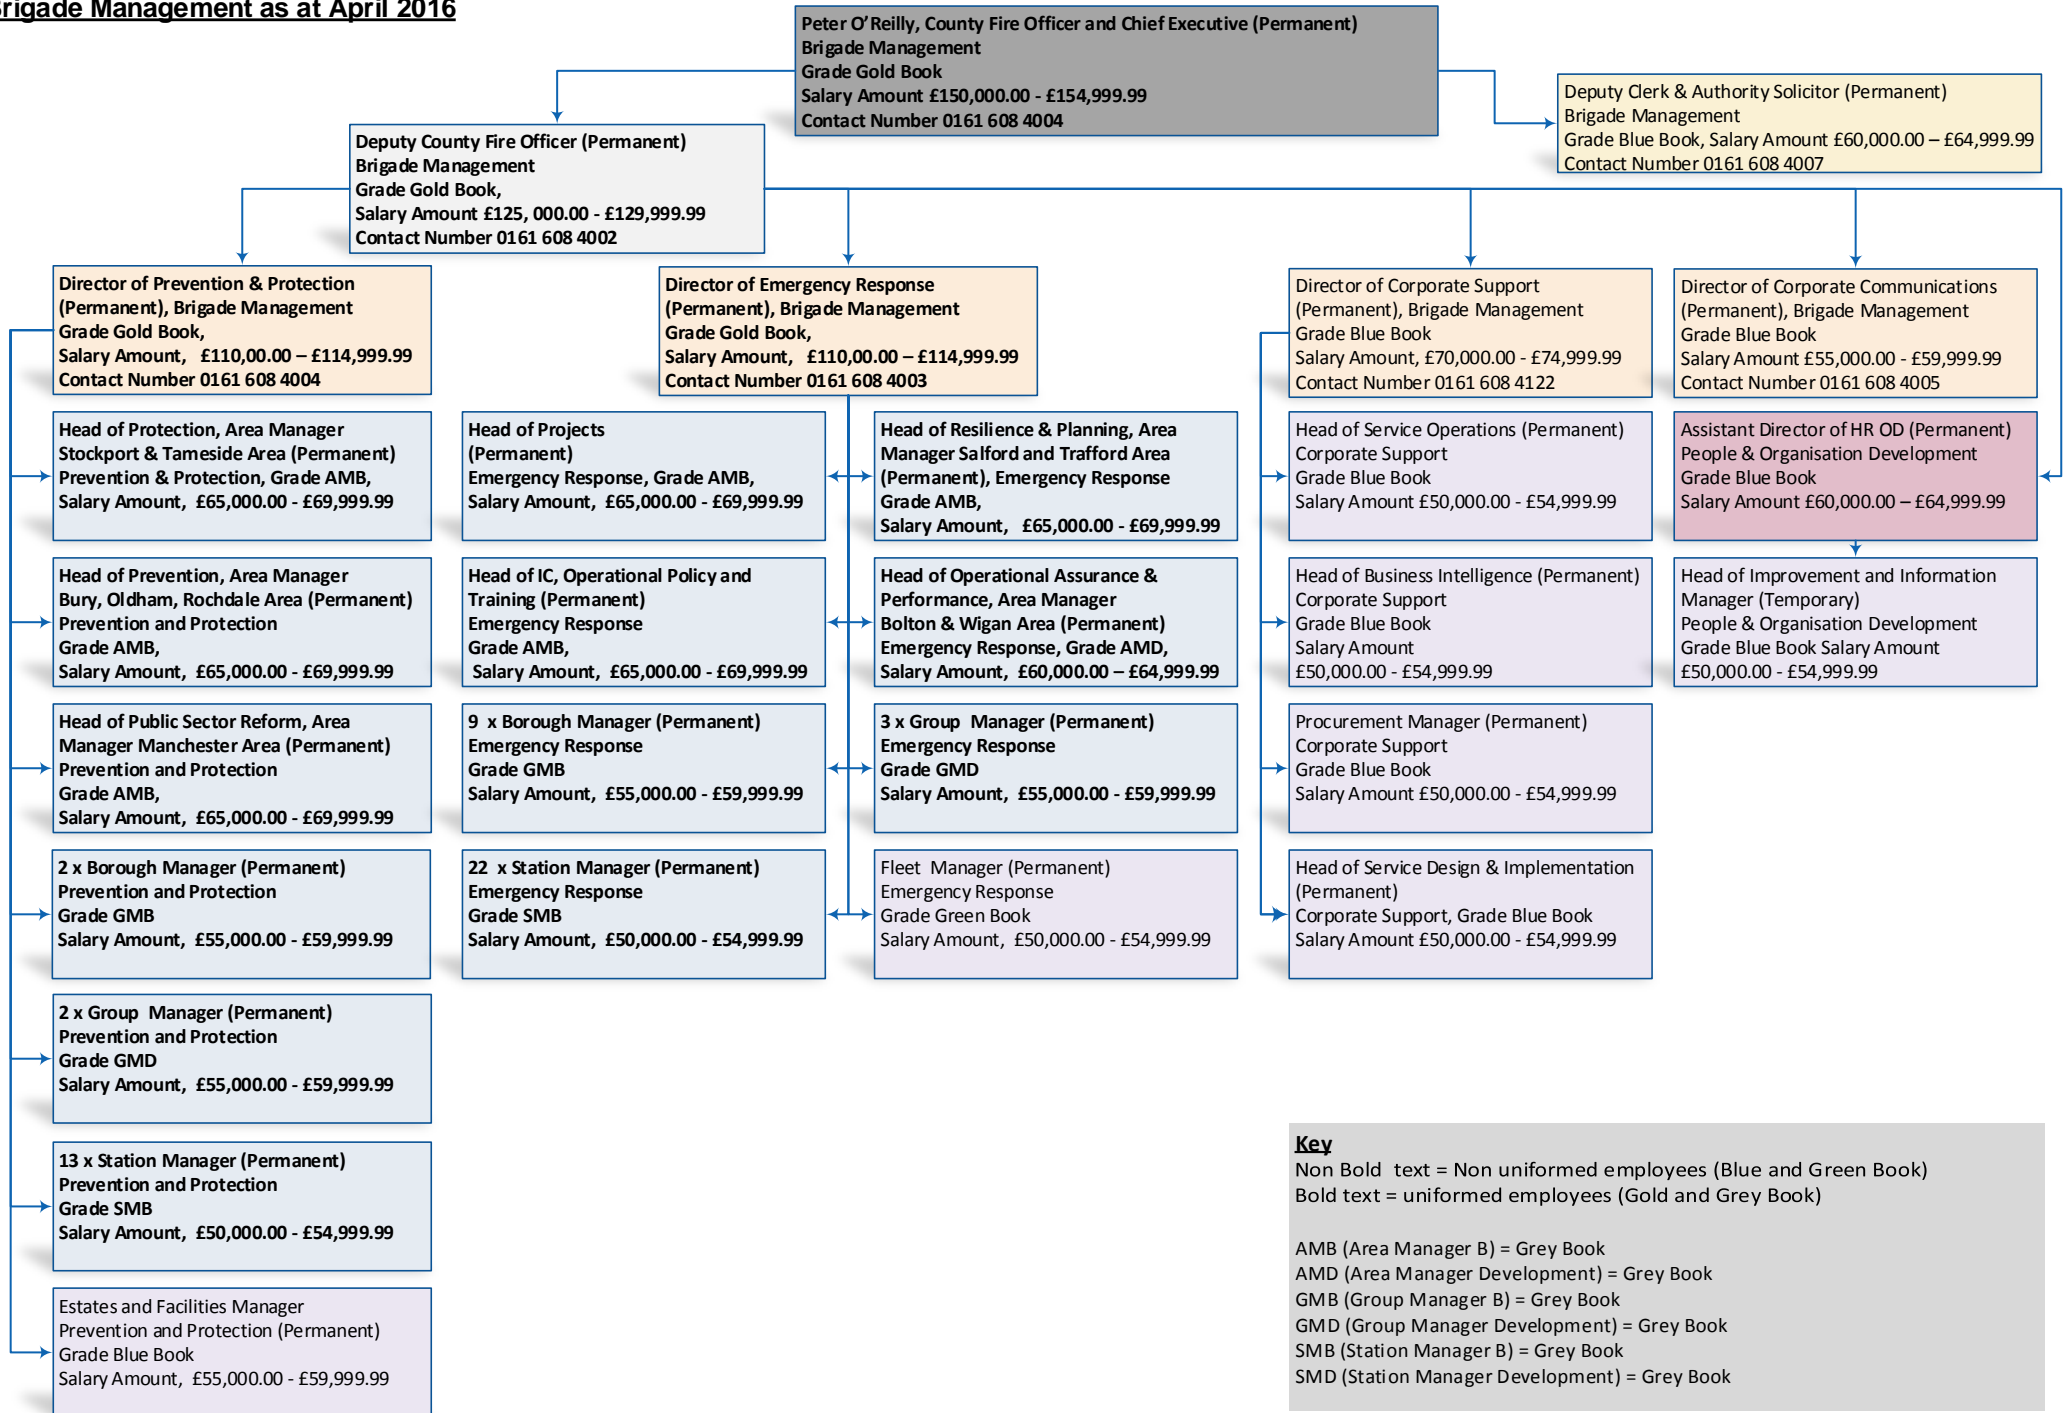 Brigade Management as at April 2016
Peter O'Reilly, County Fire Officer and Chief Executive (Permanent)
Brigade Management
Grade Gold Book
Salary Amount £150,000.00 - £154,999.99
Contact Number 0161 608 4004
Deputy Clerk & Authority Solicitor (Permanent)
Brigade Management
Grade Blue Book, Salary Amount £60,000.00 – £64,999.99
Contact Number 0161 608 4007
Deputy County Fire Officer (Permanent)
Brigade Management
Grade Gold Book,
Salary Amount £125, 000.00 - £129,999.99
Contact Number 0161 608 4002
Director of Prevention & Protection
(Permanent), Brigade Management
Grade Gold Book,
Salary Amount, £110,00.00 – £114,999.99
Contact Number 0161 608 4004
Director of Emergency Response
(Permanent), Brigade Management
Grade Gold Book,
Salary Amount, £110,00.00 – £114,999.99
Contact Number 0161 608 4003
Director of Corporate Support
(Permanent), Brigade Management
Grade Blue Book
Salary Amount, £70,000.00 - £74,999.99
Contact Number 0161 608 4122
Director of Corporate Communications
(Permanent), Brigade Management
Grade Blue Book
Salary Amount £55,000.00 - £59,999.99
Contact Number 0161 608 4005
Head of Protection, Area Manager
Stockport & Tameside Area (Permanent)
Prevention & Protection, Grade AMB,
Salary Amount, £65,000.00 - £69,999.99
Head of Projects
(Permanent)
Emergency Response, Grade AMB,
Salary Amount, £65,000.00 - £69,999.99
Head of Resilience & Planning, Area
Manager Salford and Trafford Area
(Permanent), Emergency Response
Grade AMB,
Salary Amount, £65,000.00 - £69,999.99
Head of Service Operations (Permanent)
Corporate Support
Grade Blue Book
Salary Amount £50,000.00 - £54,999.99
Assistant Director of HR OD (Permanent)
People & Organisation Development
Grade Blue Book
Salary Amount £60,000.00 – £64,999.99
Head of Prevention, Area Manager
Bury, Oldham, Rochdale Area (Permanent)
Prevention and Protection
Grade AMB,
Salary Amount, £65,000.00 - £69,999.99
Head of IC, Operational Policy and
Training (Permanent)
Emergency Response
Grade AMB,
Salary Amount, £65,000.00 - £69,999.99
Head of Operational Assurance &
Performance, Area Manager
Bolton & Wigan Area (Permanent)
Emergency Response, Grade AMD,
Salary Amount, £60,000.00 – £64,999.99
Head of Business Intelligence (Permanent)
Corporate Support
Grade Blue Book
Salary Amount
£50,000.00 - £54,999.99
Head of Improvement and Information
Manager (Temporary)
People & Organisation Development
Grade Blue Book Salary Amount
£50,000.00 - £54,999.99
Head of Public Sector Reform, Area
Manager Manchester Area (Permanent)
Prevention and Protection
Grade AMB,
Salary Amount, £65,000.00 - £69,999.99
9 x Borough Manager (Permanent)
Emergency Response
Grade GMB
Salary Amount, £55,000.00 - £59,999.99
3 x Group Manager (Permanent)
Emergency Response
Grade GMD
Salary Amount, £55,000.00 - £59,999.99
Procurement Manager (Permanent)
Corporate Support
Grade Blue Book
Salary Amount £50,000.00 - £54,999.99
2 x Borough Manager (Permanent)
Prevention and Protection
Grade GMB
Salary Amount, £55,000.00 - £59,999.99
22 x Station Manager (Permanent)
Emergency Response
Grade SMB
Salary Amount, £50,000.00 - £54,999.99
Fleet Manager (Permanent)
Emergency Response
Grade Green Book
Salary Amount, £50,000.00 - £54,999.99
Head of Service Design & Implementation
(Permanent)
Corporate Support, Grade Blue Book
Salary Amount £50,000.00 - £54,999.99
2 x Group Manager (Permanent)
Prevention and Protection
Grade GMD
Salary Amount, £55,000.00 - £59,999.99
13 x Station Manager (Permanent)
Prevention and Protection
Grade SMB
Salary Amount, £50,000.00 - £54,999.99
Estates and Facilities Manager
Prevention and Protection (Permanent)
Grade Blue Book
Salary Amount, £55,000.00 - £59,999.99
Key
Non Bold text = Non uniformed employees (Blue and Green Book)
Bold text = uniformed employees (Gold and Grey Book)
AMB (Area Manager B) = Grey Book
AMD (Area Manager Development) = Grey Book
GMB (Group Manager B) = Grey Book
GMD (Group Manager Development) = Grey Book
SMB (Station Manager B) = Grey Book
SMD (Station Manager Development) = Grey Book